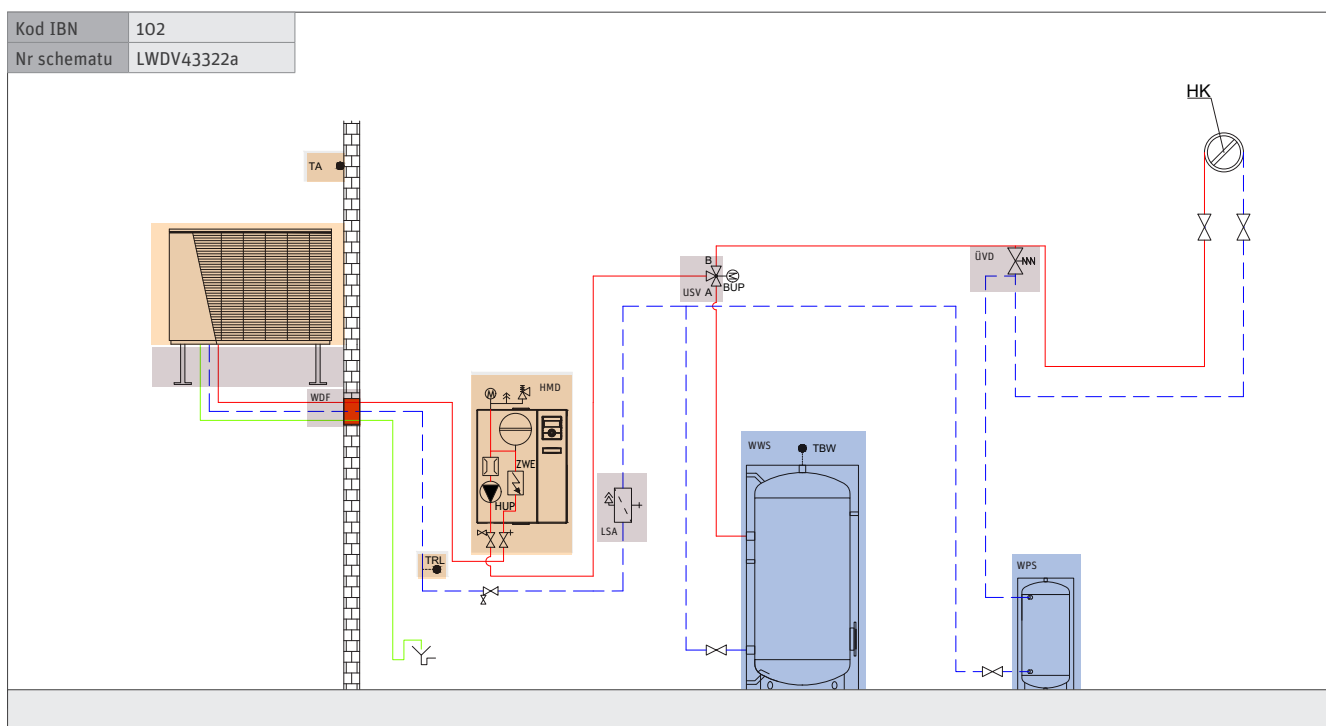 Kod IBN 102
Nr schematu LWDV43322a
HK
TA
B
ÜVD
USV A BUP
HMD
WDF
WWS TBW
ZWE
HUP
LSA
TRL
WPS